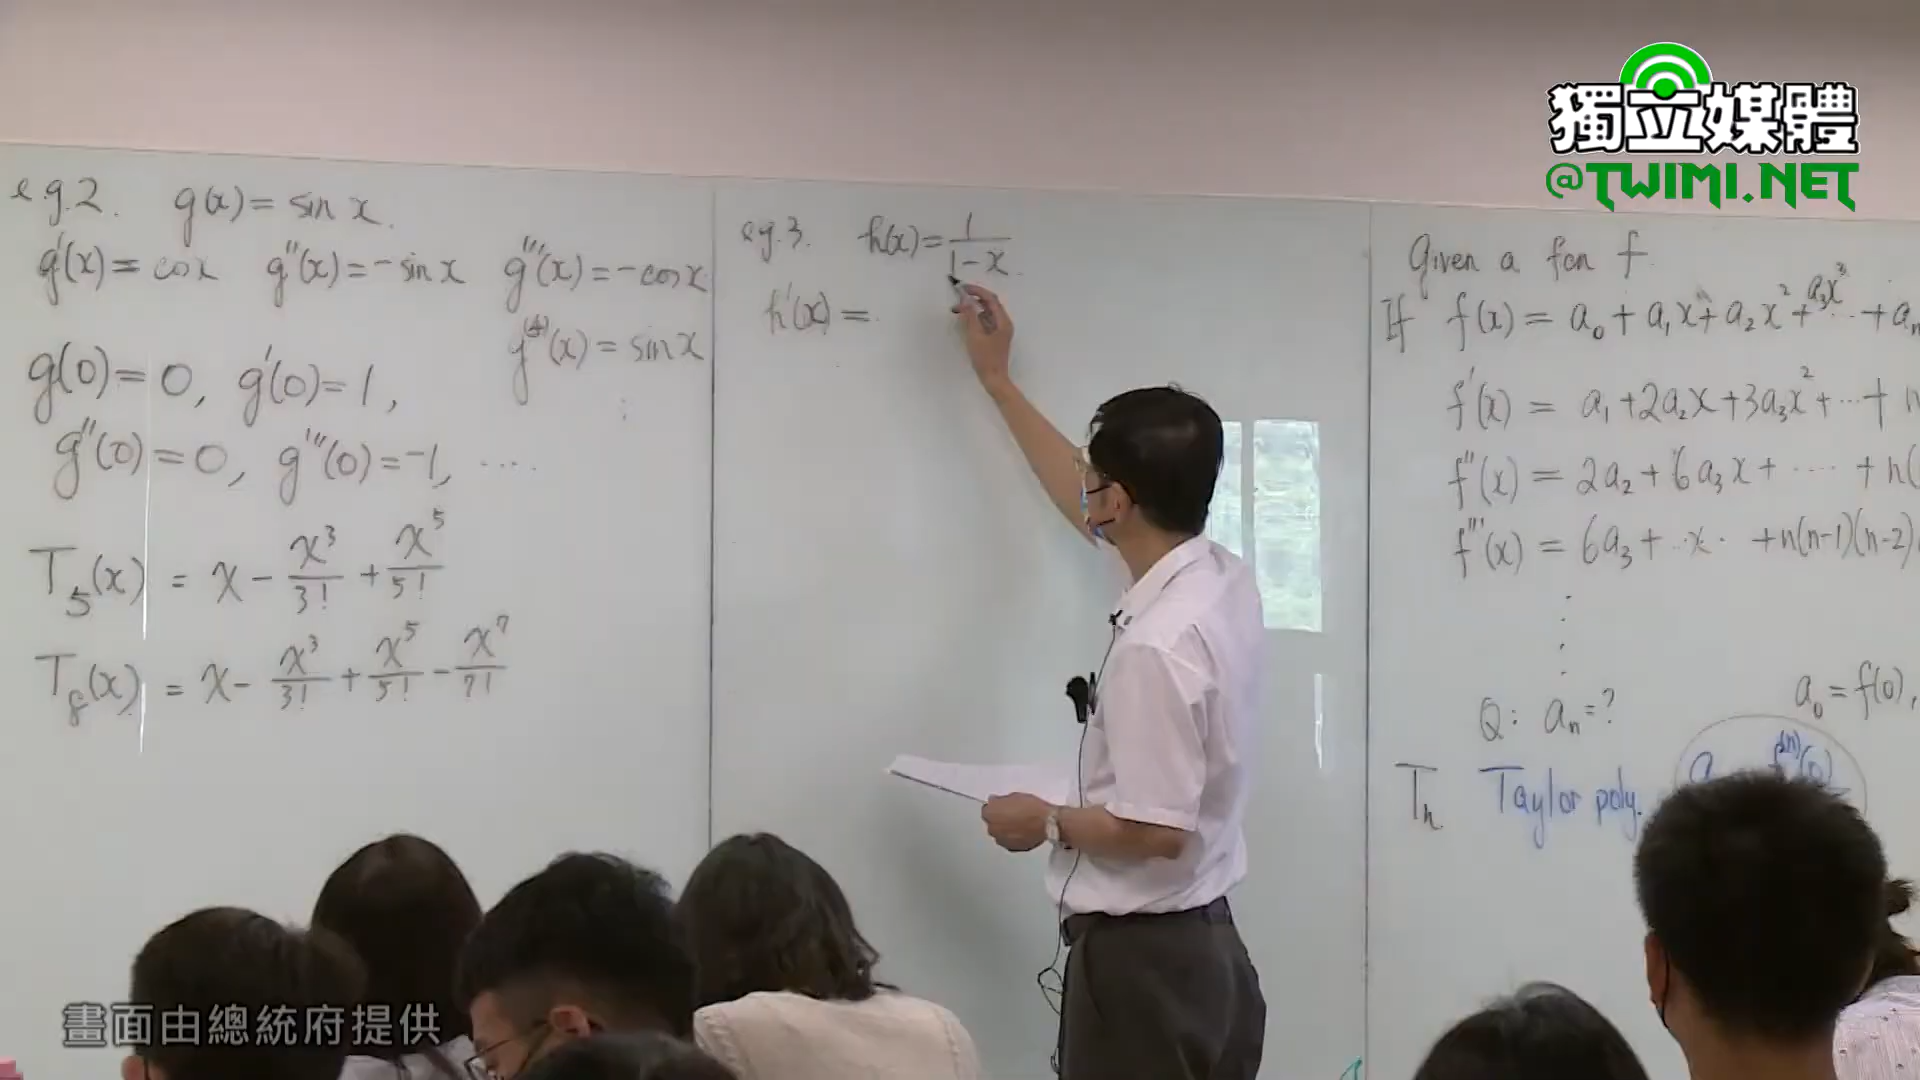 獨立媒體
@TWIMI.NET
e.g.2. g(x) = sin x.
g'(x) = cos x g''(x) = -sin x g'''(x) = -cos x
g⁽⁴⁾(x) = sin x
⋮
g(0) = 0, g'(0) = 1,
g''(0) = 0, g'''(0) = -1, ....
T₅(x) = x - x³/3! + x⁵/5!
T₈(x) = x - x³/3! + x⁵/5! - x⁷/7!
e.g.3. h(x) = 1/(1-x).
h'(x) =
Given a fcn f
If f(x) = a₀ + a₁x + a₂x² + a₃x³ ... + aₙ
f'(x) = a₁ + 2a₂x + 3a₃x² + ... +
f''(x) = 2a₂ + 6a₃x + .... + n(
f'''(x) = 6a₃ + ..x.. + n(n-1)(n-2)
⋮
a₀ = f(0),
Q: aₙ = ?
f⁽ⁿ⁾(0)
Tₙ Taylor poly.
畫面由總統府提供